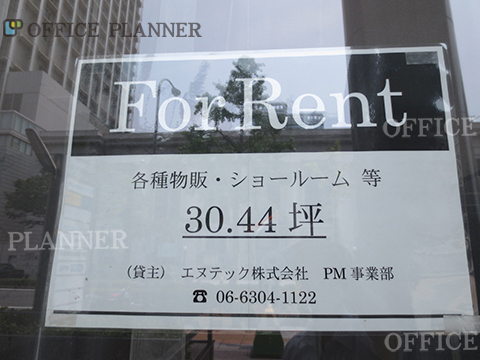 OFFICE PLANNER
For Rent
OFFICE
各種物販・ショールーム 等
30.44 坪
PLANNER
(貸主) エヌテック株式会社 PM事業部
☎ 06-6304-1122
OFFICE